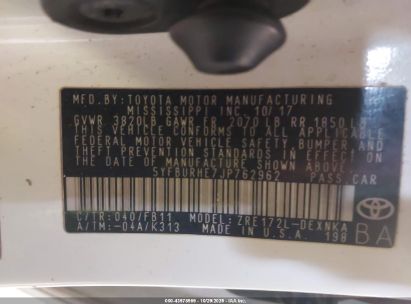 MFD.BY:TOYOTA MOTOR MANUFACTURING
MISSISSIPPI INC. 10/17
GVWR 3820LB GAWR FR 2070 LB RR 1850 LB
THIS VEHICLE CONFORMS TO ALL APPLICABLE
FEDERAL MOTOR VEHICLE SAFETY, BUMPER, AND
THEFT PREVENTION STANDARDS IN EFFECT ON
THE DATE OF MANUFACTURE SHOWN ABOVE.
5YFBURHE7JP762962 PASS.CAR
C/TR:040/FB11 MODEL:ZRE172L-DEXNKA
A/TM:-04A/K313 MADE IN U.S.A. 198
BA
TOYOTA